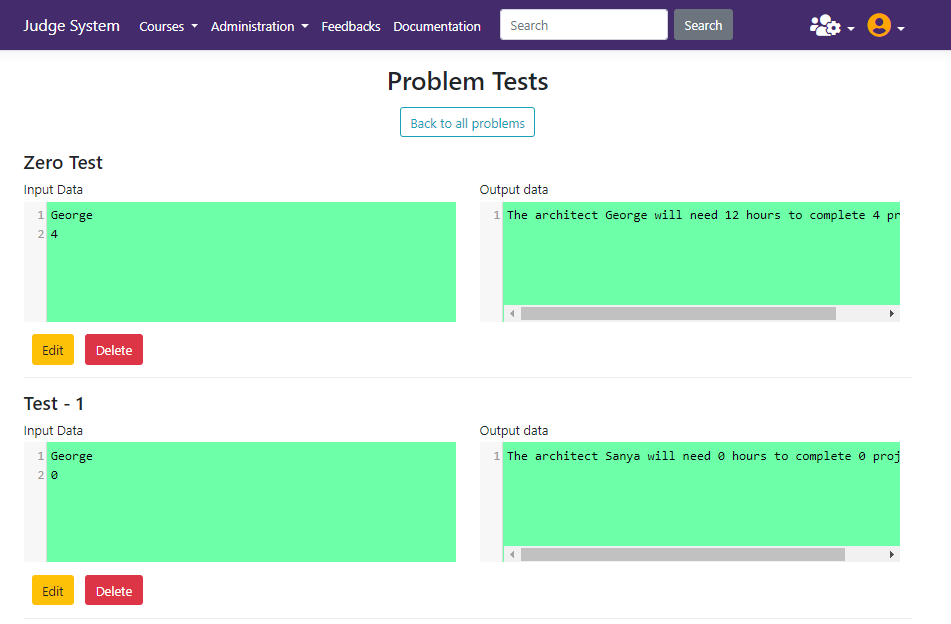 Judge System Courses Administration Feedbacks Documentation Search Search
Problem Tests
Back to all problems
Zero Test
Input Data Output data
1 George 1 The architect George will need 12 hours to complete 4 pr
2 4
Edit Delete
Test - 1
Input Data Output data
1 George 1 The architect Sanya will need 0 hours to complete 0 proj
2 0
Edit Delete